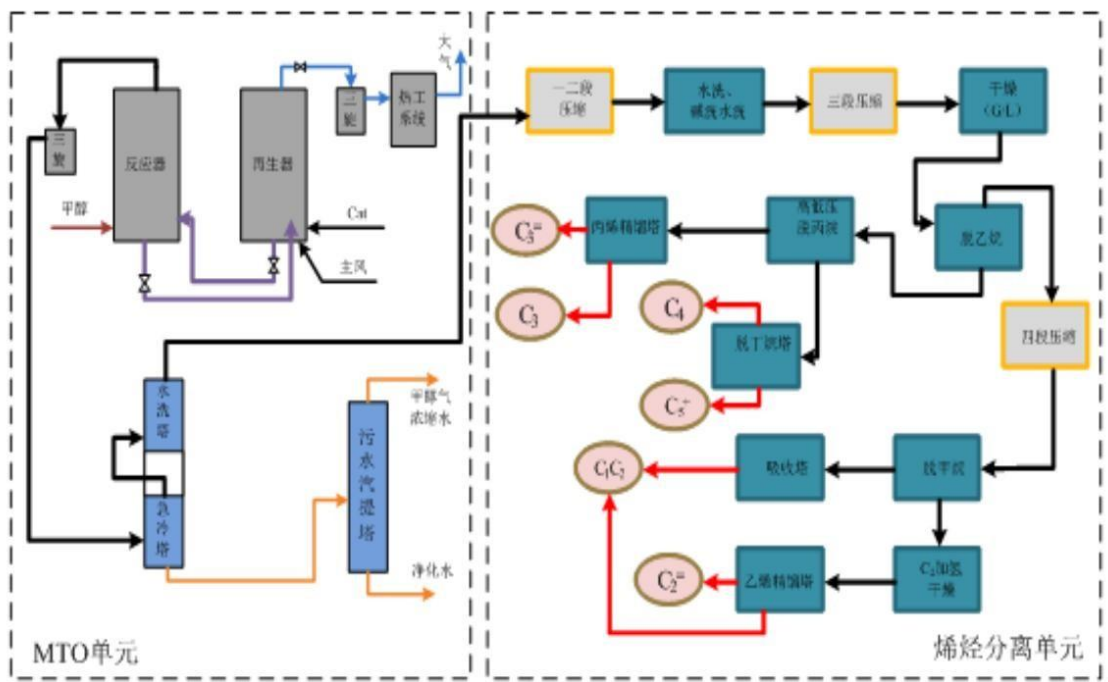 大
气
三
旋
热工
系统
三
旋
反应器
再生器
甲醇
Cat
主风
水
洗
塔
急
冷
塔
污
水
汽
提
塔
甲醇气
浓缩水
净化水
MTO单元
一二段
压缩
水洗、
碱洗水洗
三段压缩
干燥
(G/L)
脱乙烷
四段压缩
高低压
脱丙烷
丙烯精馏塔
C₃⁼
C₃
C₄
脱丁烷塔
C₅⁺
C₁C₂
吸收塔
脱甲烷
C₂加氢
干燥
乙烯精馏塔
C₂⁼
烯烃分离单元